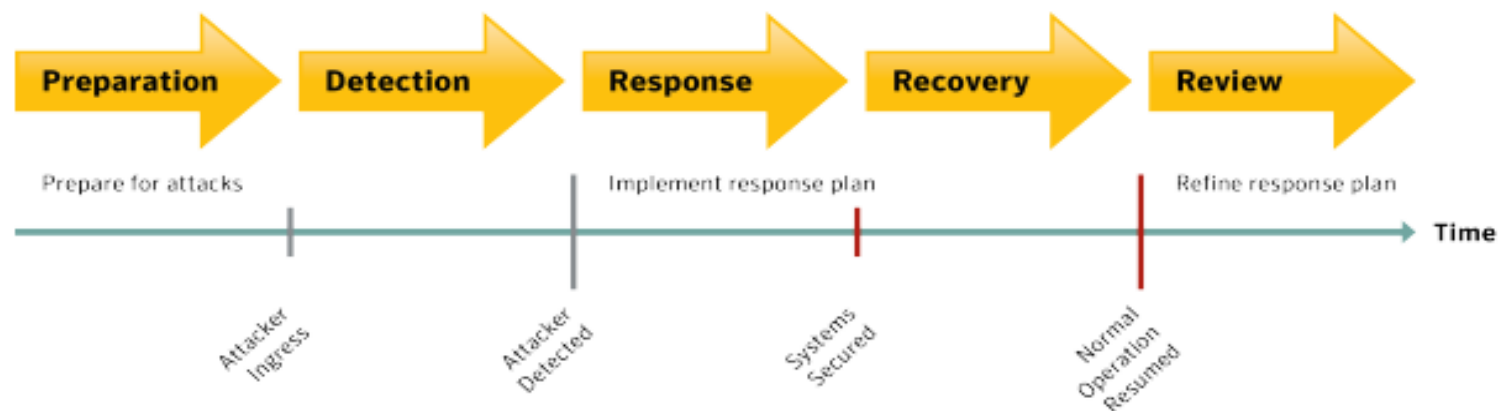 Preparation
Detection
Response
Recovery
Review
Prepare for attacks
Implement response plan
Refine response plan
Time
Attacker
Ingress
Attacker
Detected
Systems
Secured
Normal
Operation
Resumed